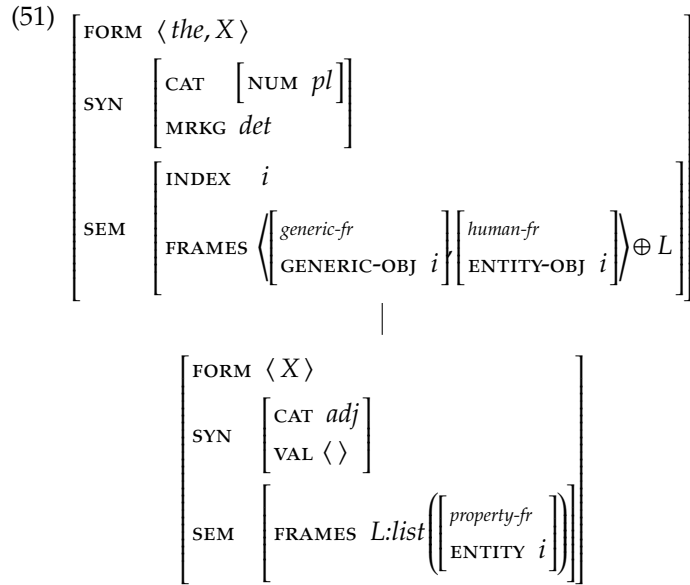 (51)
FORM ⟨the, X⟩
SYN [CAT [NUM pl]
MRKG det]
SEM [INDEX i
FRAMES ⟨[generic-fr
GENERIC-OBJ i], [human-fr
ENTITY-OBJ i]⟩ ⊕ L]
FORM ⟨X⟩
SYN [CAT adj
VAL ⟨ ⟩]
SEM [FRAMES L:list([property-fr
ENTITY i])]